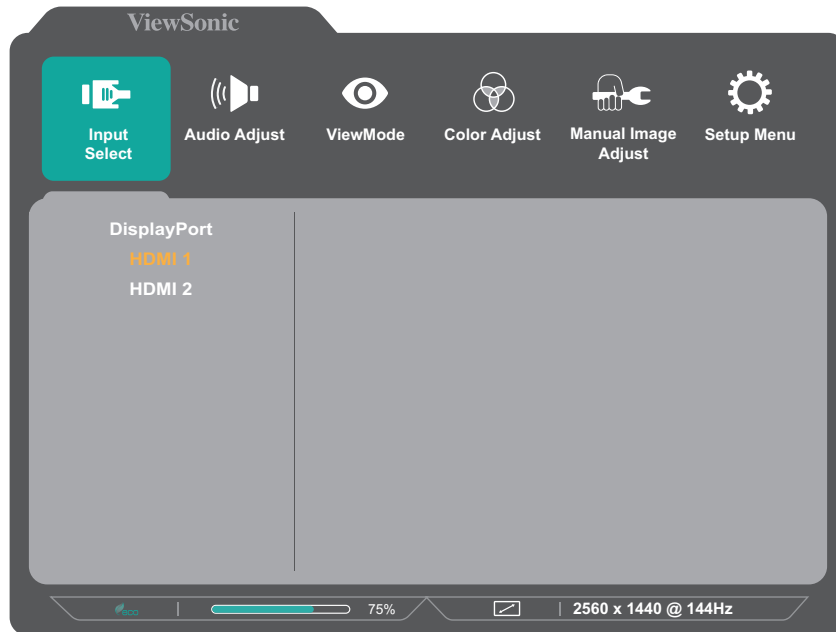 ViewSonic
Input
Select
Audio Adjust
ViewMode
Color Adjust
Manual Image
Adjust
Setup Menu
DisplayPort
HDMI 1
HDMI 2
eco
75%
2560 x 1440 @ 144Hz